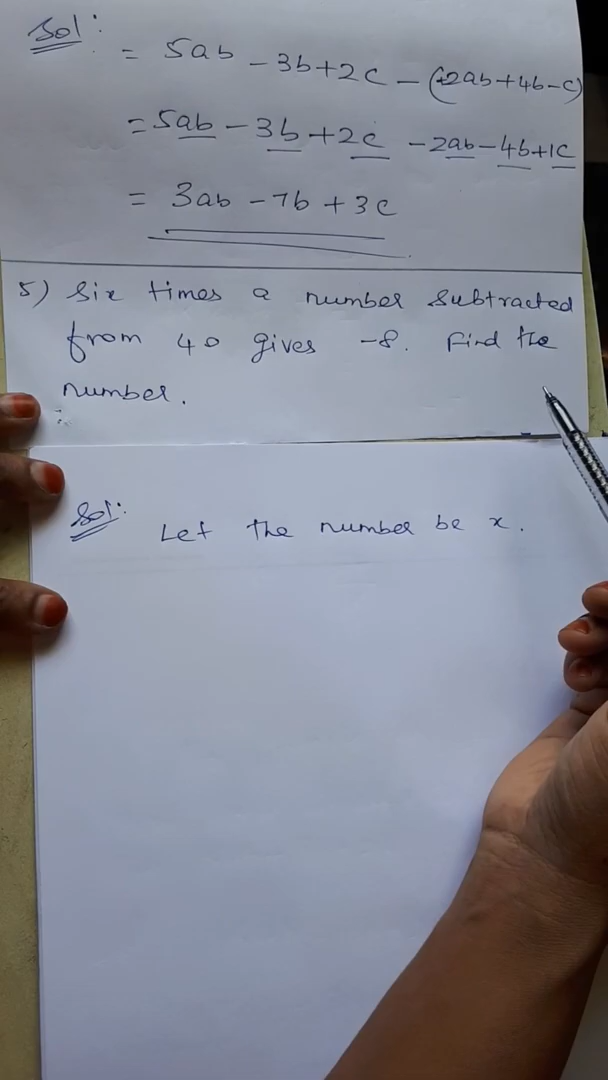 Sol:
= 5ab - 3b + 2c - (2ab + 4b - c)
= 5ab - 3b + 2c - 2ab - 4b + 1c
= 3ab - 7b + 3c
5) Six times a number subtracted
from 40 gives -8. Find the
number.
Sol:
Let the number be x.